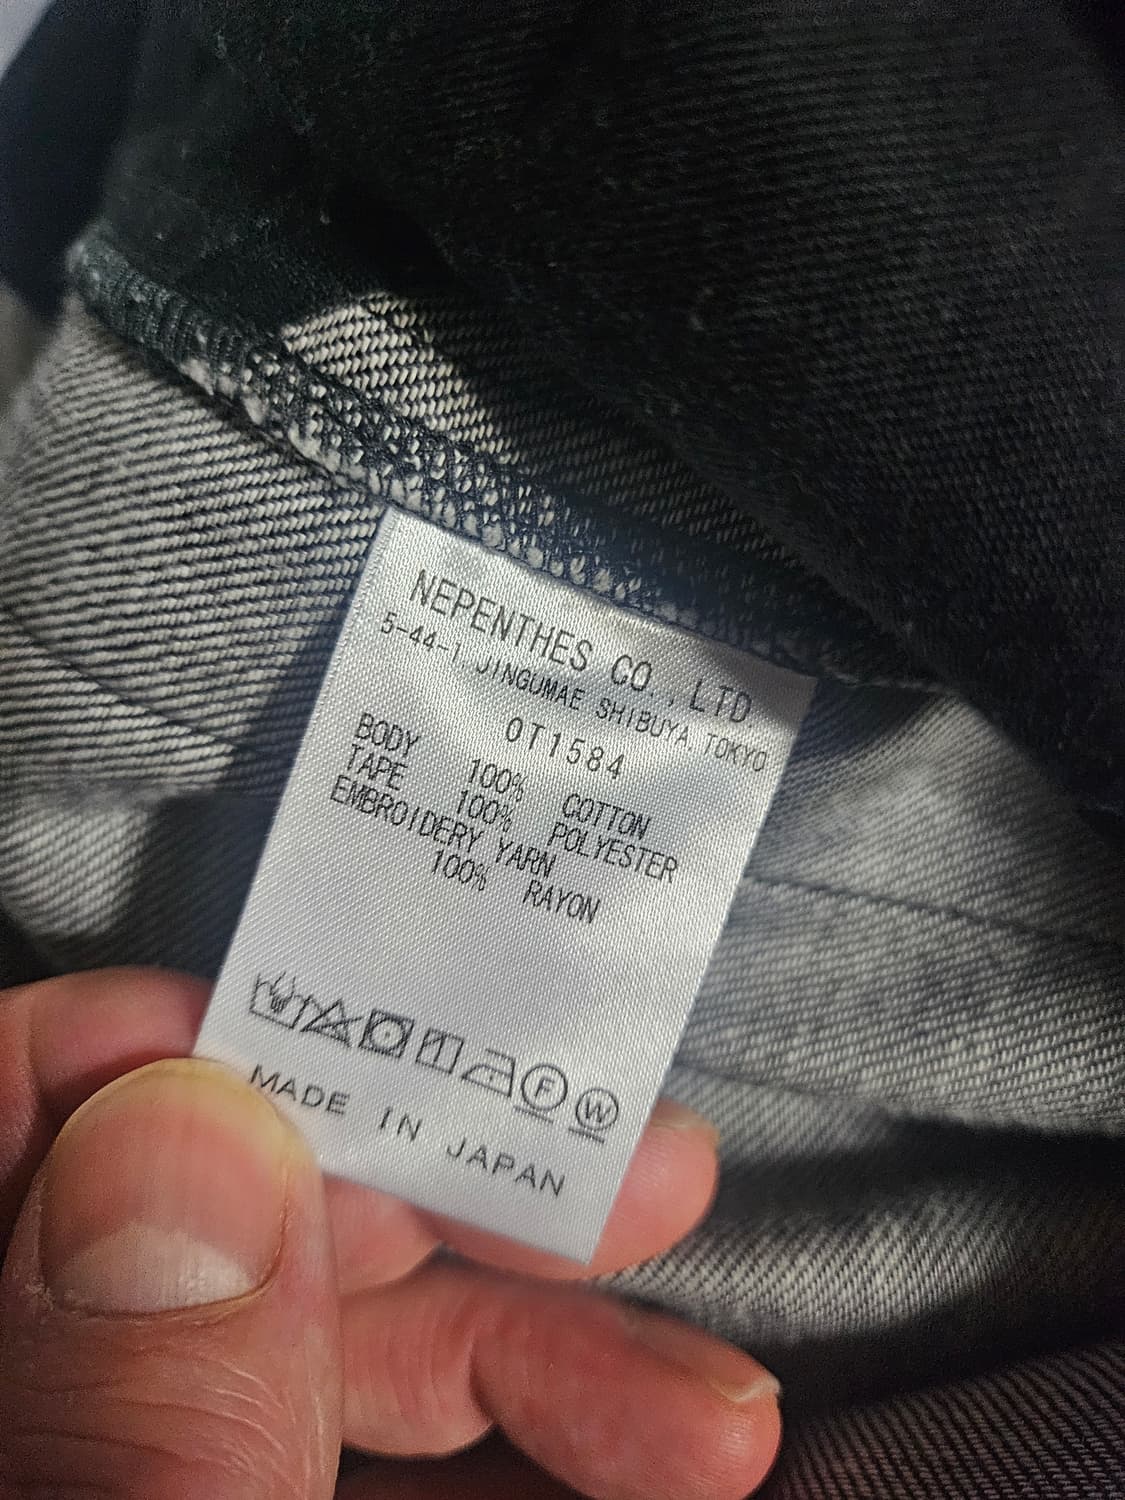 NEPENTHES CO., LTD
5-44-1, JINGUMAE SHIBUYA, TOKYO
OT1584
BODY 100% COTTON
TAPE 100% POLYESTER
EMBROIDERY YARN
100% RAYON
F W
MADE IN JAPAN